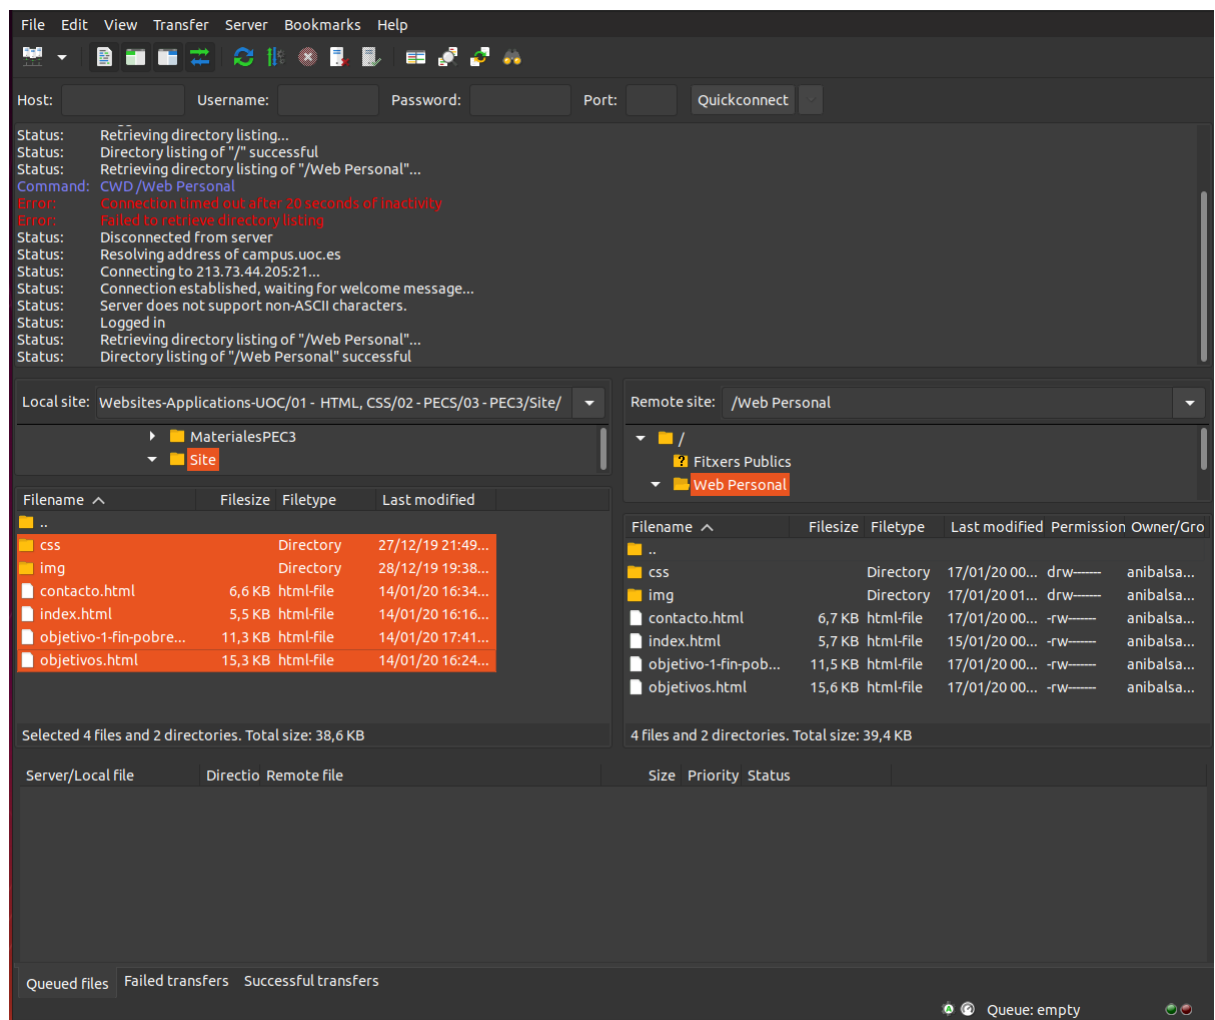 File Edit View Transfer Server Bookmarks Help
Host: Username: Password: Port: Quickconnect
Status: Retrieving directory listing...
Status: Directory listing of "/" successful
Status: Retrieving directory listing of "/Web Personal"...
Command: CWD /Web Personal
Error: Connection timed out after 20 seconds of inactivity
Error: Failed to retrieve directory listing
Status: Disconnected from server
Status: Resolving address of campus.uoc.es
Status: Connecting to 213.73.44.205:21...
Status: Connection established, waiting for welcome message...
Status: Server does not support non-ASCII characters.
Status: Logged in
Status: Retrieving directory listing of "/Web Personal"...
Status: Directory listing of "/Web Personal" successful
Local site: Websites-Applications-UOC/01 - HTML, CSS/02 - PECS/03 - PEC3/Site/
MaterialesPEC3
Site
Filename Filesize Filetype Last modified
..
css Directory 27/12/19 21:49...
img Directory 28/12/19 19:38...
contacto.html 6,6 KB html-file 14/01/20 16:34...
index.html 5,5 KB html-file 14/01/20 16:16...
objetivo-1-fin-pobre... 11,3 KB html-file 14/01/20 17:41...
objetivos.html 15,3 KB html-file 14/01/20 16:24...
Selected 4 files and 2 directories. Total size: 38,6 KB
Remote site: /Web Personal
/
Fitxers Publics
Web Personal
Filename Filesize Filetype Last modified Permission Owner/Gro
..
css Directory 17/01/20 00... drw------- anibalsa...
img Directory 17/01/20 01... drw------- anibalsa...
contacto.html 6,7 KB html-file 17/01/20 00... -rw------- anibalsa...
index.html 5,7 KB html-file 15/01/20 00... -rw------- anibalsa...
objetivo-1-fin-pob... 11,5 KB html-file 17/01/20 00... -rw------- anibalsa...
objetivos.html 15,6 KB html-file 17/01/20 00... -rw------- anibalsa...
4 files and 2 directories. Total size: 39,4 KB
Server/Local file Directio Remote file Size Priority Status
Queued files Failed transfers Successful transfers
Queue: empty